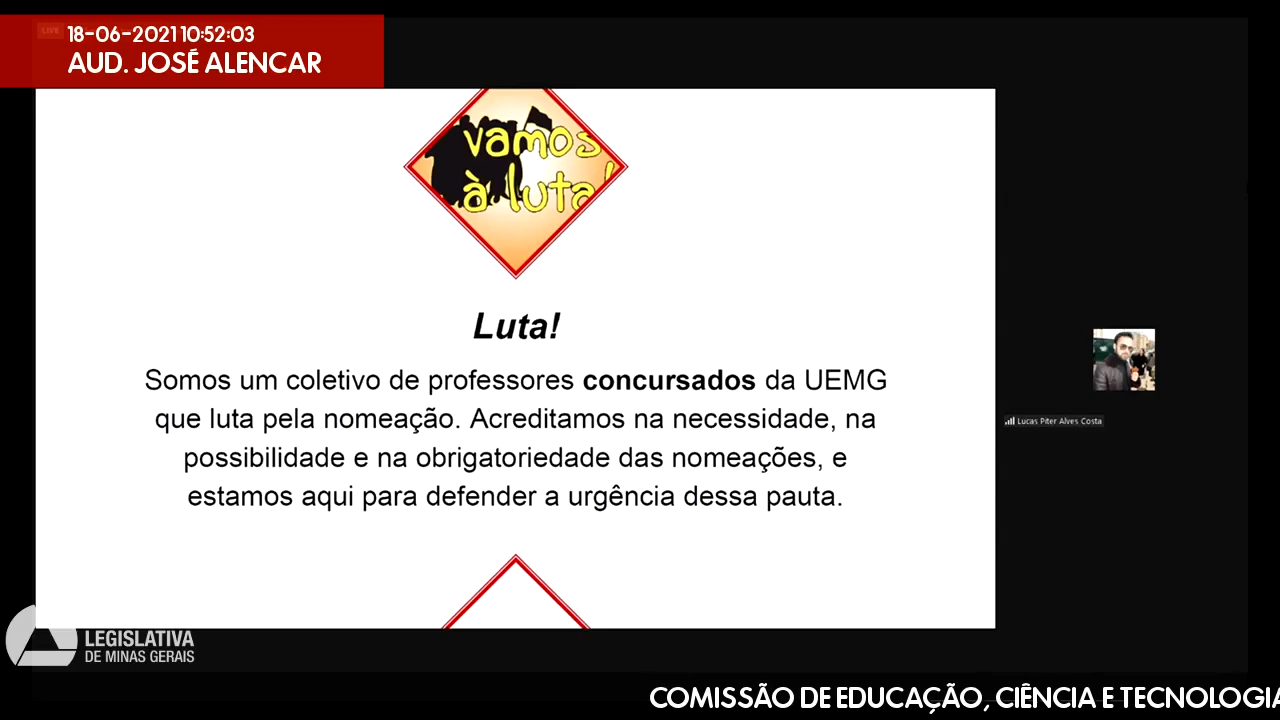 LIVE
18-06-2021 10:52:03
AUD. JOSÉ ALENCAR
vamos
à luta!
Luta!
Somos um coletivo de professores concursados da UEMG
que luta pela nomeação. Acreditamos na necessidade, na
possibilidade e na obrigatoriedade das nomeações, e
estamos aqui para defender a urgência dessa pauta.
Lucas Piter Alves Costa
LEGISLATIVA
DE MINAS GERAIS
COMISSÃO DE EDUCAÇÃO, CIÊNCIA E TECNOLOGIA